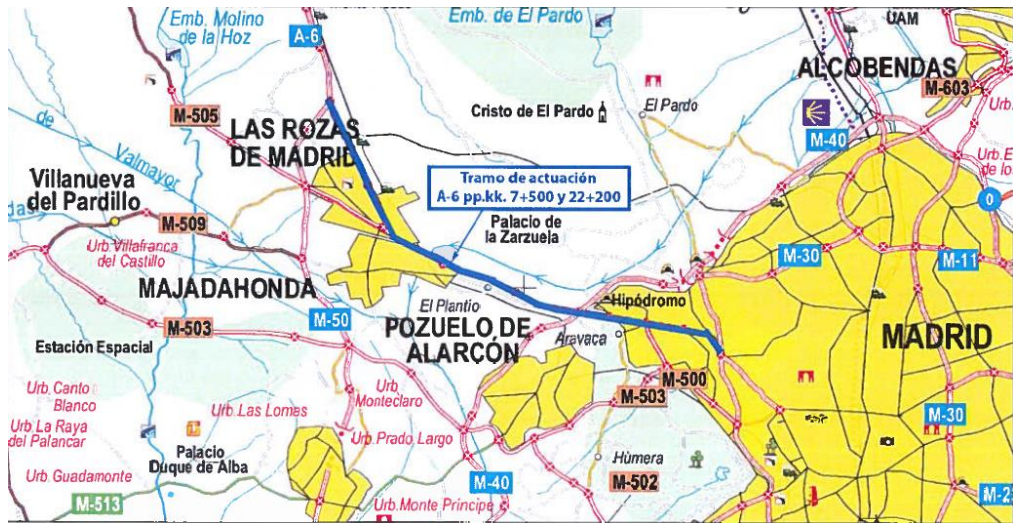 Emb. Molino
de la Hoz
A-6
Emb. de El Pardo
UAM
ALCOBENDAS
M-603
M-505
Cristo de El Pardo
El Pardo
M-40
LAS ROZAS
DE MADRID
de
Valmayor
Tramo de actuación
A-6 pp.kk. 7+500 y 22+200
Villanueva
del Pardillo
Palacio de
la Zarzuela
0
M-509
Urb. Villafranca
del Castillo
M-30
M-11
MAJADAHONDA
El Plantio
Hipódromo
M-50
POZUELO DE
ALARCÓN
Aravaca
MADRID
M-503
Estación Espacial
M-500
M-503
Urb. Canto
Blanco
Urb.
Monteclaro
Urb. Las Lomas
M-30
Urb. La Raya
del Palancar
Urb. Prado Largo
Palacio
Duque de Alba
Húmera
Urb. Guadamonte
M-40
M-502
M-513
Urb. Monte Principe